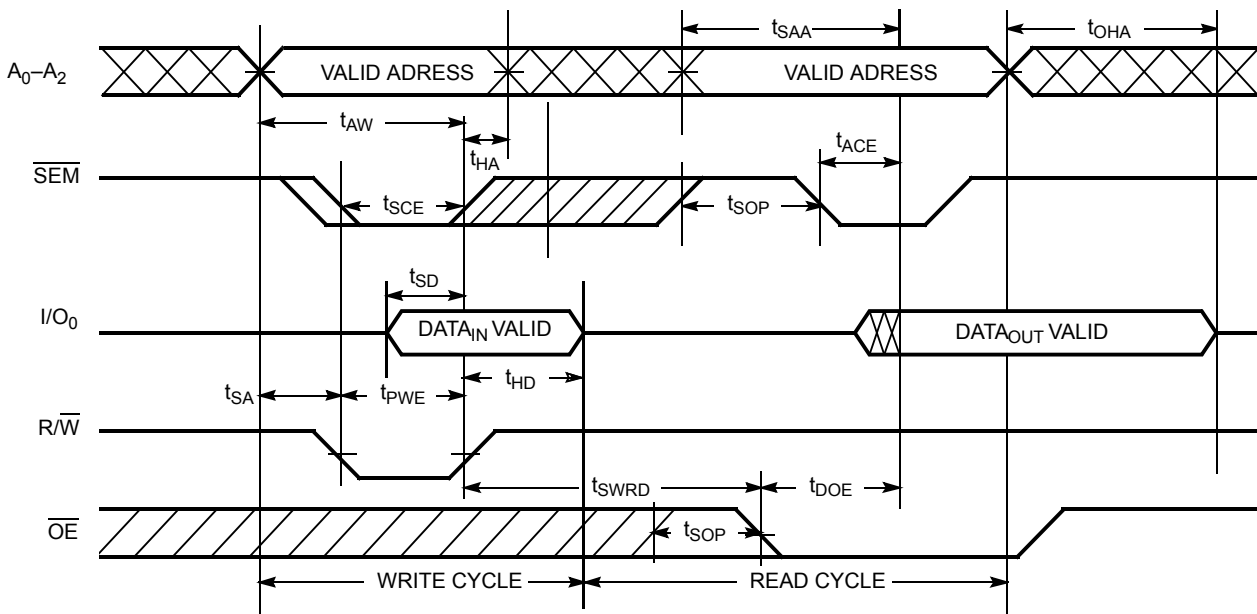 tSAA
tOHA
A0–A2
VALID ADRESS
VALID ADRESS
tAW
tHA
tACE
SEM
tSCE
tSOP
tSD
I/O0
DATAIN VALID
DATAOUT VALID
tSA
tPWE
tHD
R/W
tSWRD
tDOE
OE
tSOP
WRITE CYCLE
READ CYCLE